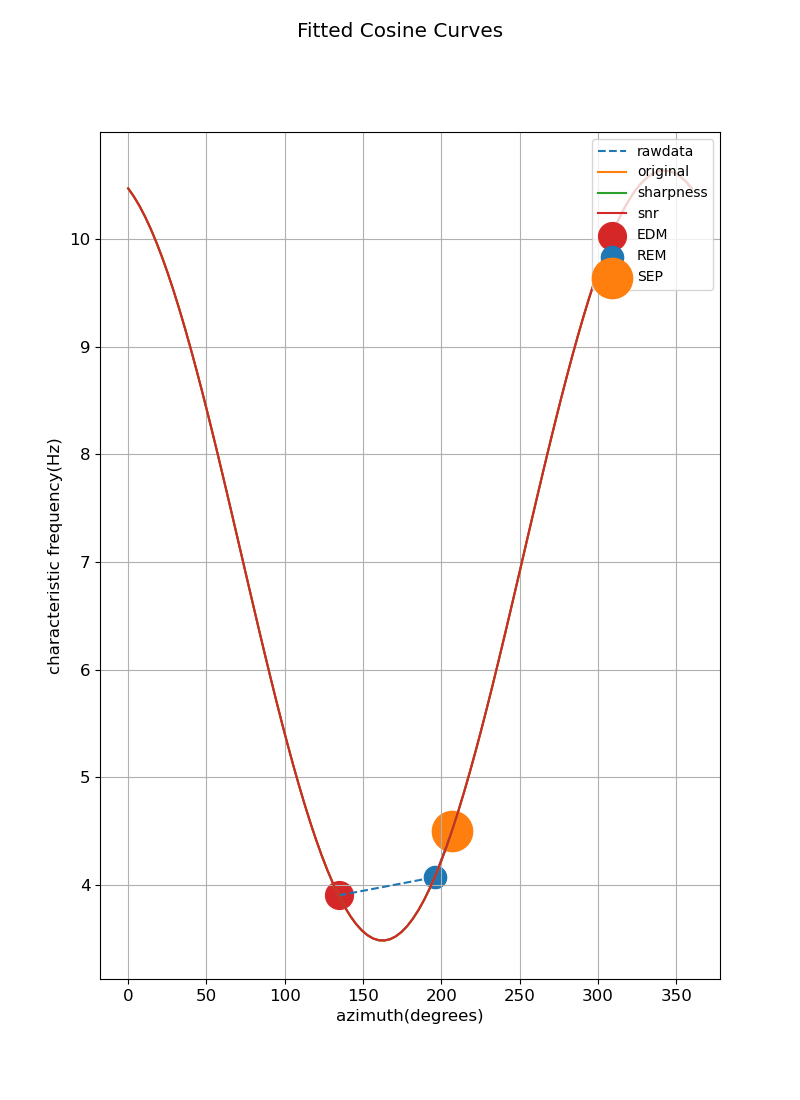 Fitted Cosine Curves
rawdata
original
sharpness
snr
EDM
REM
SEP
10
9
8
7
6
5
4
characteristic frequency(Hz)
0 50 100 150 200 250 300 350
azimuth(degrees)